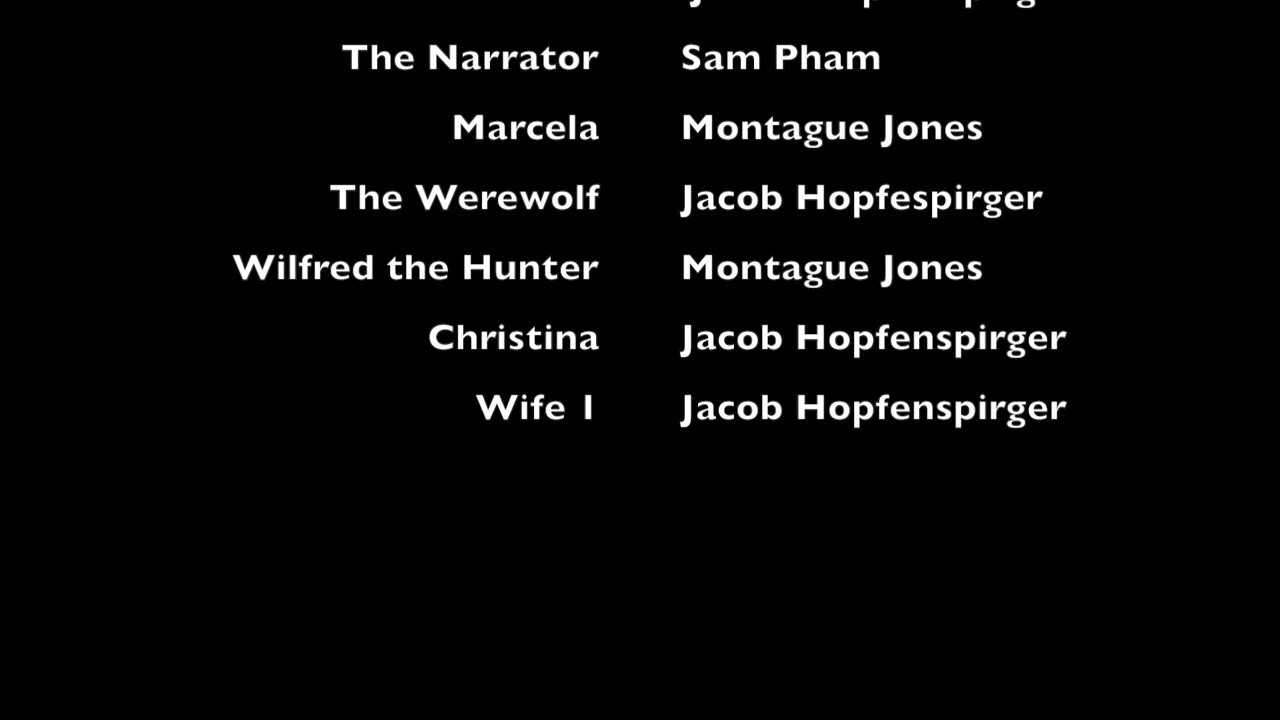 The Narrator Sam Pham
Marcela Montague Jones
The Werewolf Jacob Hopfespirger
Wilfred the Hunter Montague Jones
Christina Jacob Hopfenspirger
Wife 1 Jacob Hopfenspirger